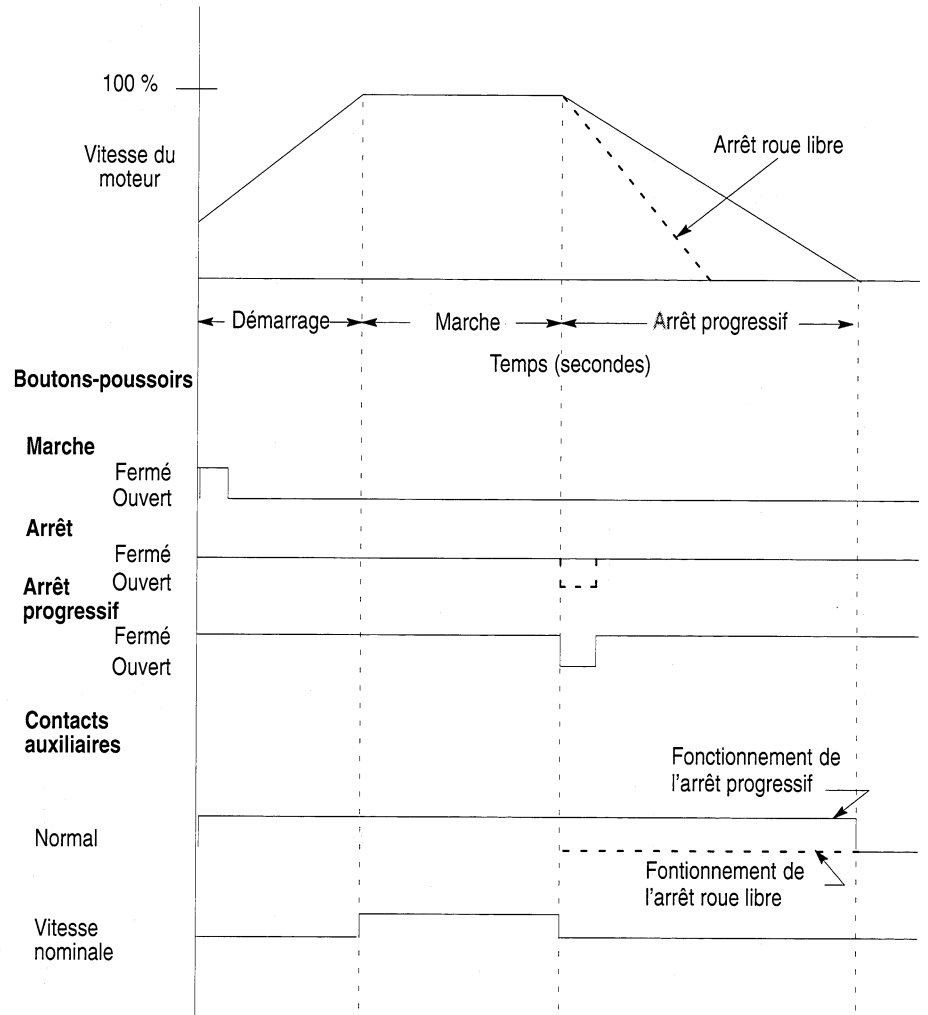 100 %
Vitesse du
moteur
Arrêt roue libre
Démarrage
Marche
Arrêt progressif
Temps (secondes)
Boutons-poussoirs
Marche
Fermé
Ouvert
Arrêt
Fermé
Ouvert
Arrêt
progressif
Fermé
Ouvert
Contacts
auxiliaires
Fonctionnement de
l'arrêt progressif
Normal
Fontionnement de
l'arrêt roue libre
Vitesse
nominale